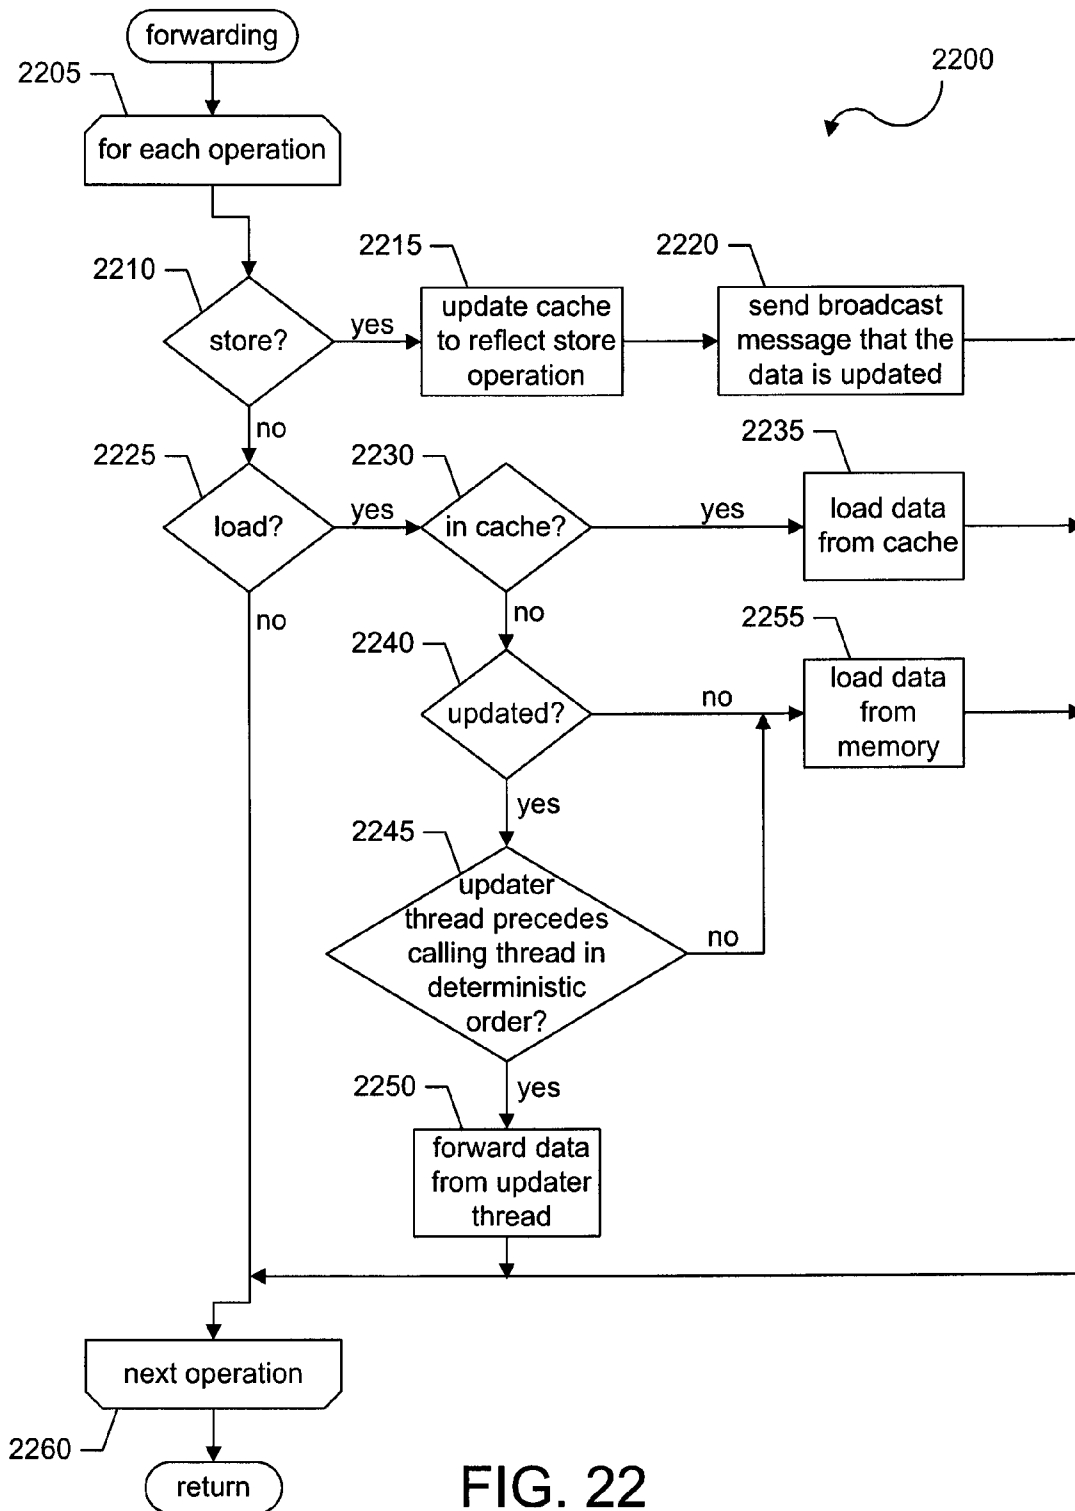 forwarding
2205
2200
for each operation
2210
2215
2220
store?
yes
update cache
to reflect store
operation
send broadcast
message that the
data is updated
no
2225
2230
2235
load?
yes
in cache?
yes
load data
from cache
no
no
2240
2255
updated?
no
load data
from
memory
yes
2245
updater
thread precedes
calling thread in
deterministic
order?
no
yes
2250
forward data
from updater
thread
next operation
2260
return
FIG. 22